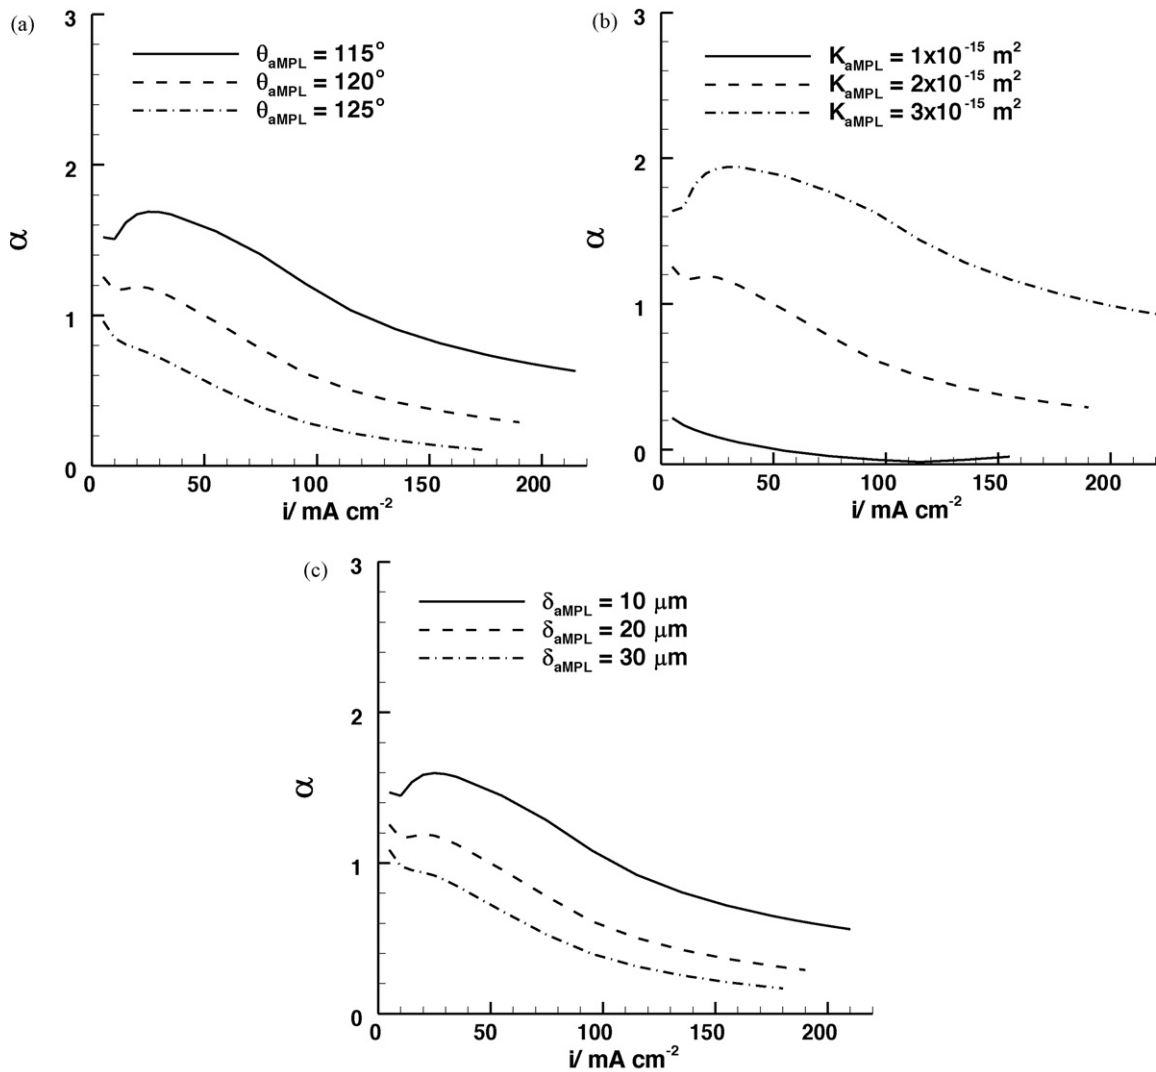 (a)
3
2
1
0
α
θaMPL = 115°
θaMPL = 120°
θaMPL = 125°
0 50 100 150 200
i/ mA cm-2
(b)
3
2
1
0
α
KaMPL = 1x10-15 m2
KaMPL = 2x10-15 m2
KaMPL = 3x10-15 m2
0 50 100 150 200
i/ mA cm-2
(c)
3
2
1
0
α
δaMPL = 10 μm
δaMPL = 20 μm
δaMPL = 30 μm
0 50 100 150 200
i/ mA cm-2